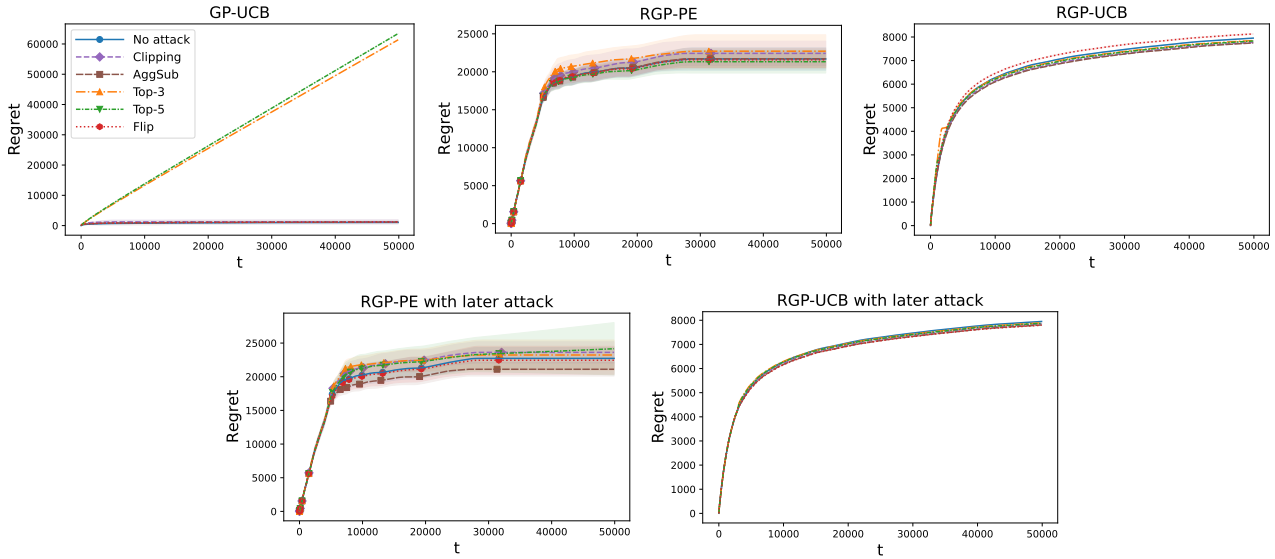 GP-UCB
Regret
60000
50000
40000
30000
20000
10000
0
No attack
Clipping
AggSub
Top-3
Top-5
Flip
0 10000 20000 30000 40000 50000
t
RGP-PE
Regret
25000
20000
15000
10000
5000
0
0 10000 20000 30000 40000 50000
t
RGP-UCB
Regret
8000
7000
6000
5000
4000
3000
2000
1000
0
0 10000 20000 30000 40000 50000
t
RGP-PE with later attack
Regret
25000
20000
15000
10000
5000
0
0 10000 20000 30000 40000 50000
t
RGP-UCB with later attack
Regret
8000
7000
6000
5000
4000
3000
2000
1000
0
0 10000 20000 30000 40000 50000
t